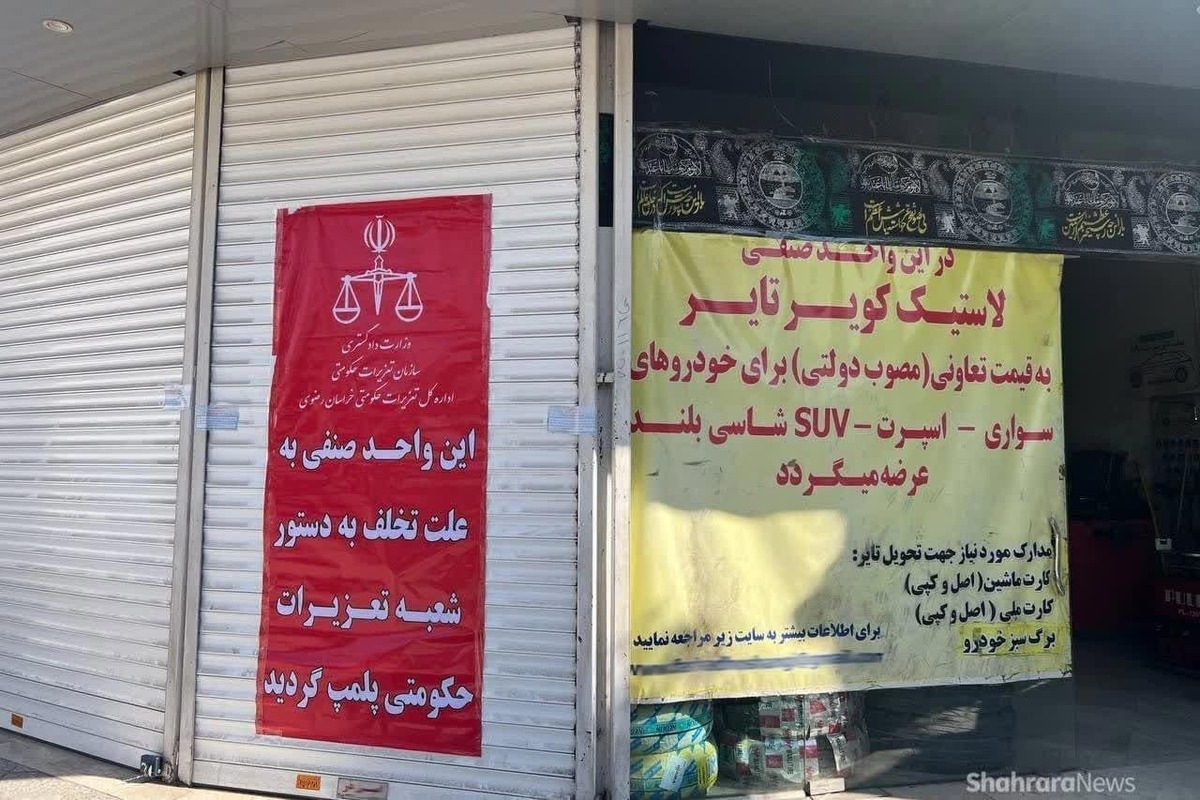 وزارت دادگستری
سازمان تعزیرات حکومتی
اداره کل تعزیرات حکومتی خراسان رضوی
این واحد صنفی به
علت تخلف به دستور
شعبه تعزیرات
حکومتی پلمپ گردید
در این واحد صنفی
لاستیک کویر تایر
به قیمت تعاونی(مصوب دولتی) برای خودروهای
سواری - اسپرت - SUV شاسی بلند
عرضه میگردد
مدارک مورد نیاز جهت تحویل تایر:
کارت ماشین( اصل و کپی)
کارت ملی ( اصل و کپی)
برگ سبز خودرو
برای اطلاعات بیشتر به سایت زیر مراجعه نمایید
ShahraraNews